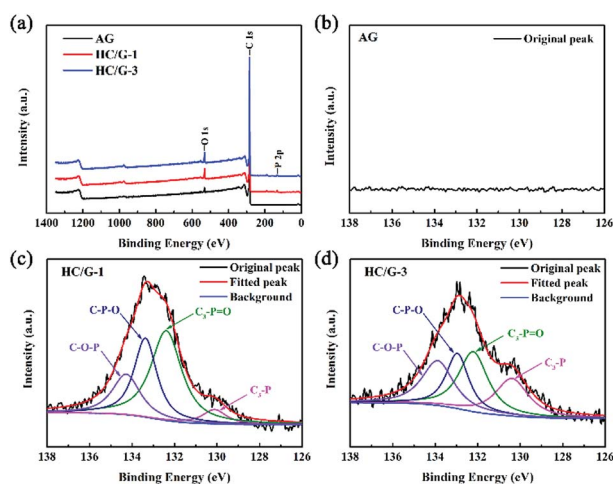 (a)
AG
HC/G-1
HC/G-3
C 1s
O 1s
P 2p
Intensity (a.u.)
1400 1200 1000 800 600 400 200 0
Binding Energy (eV)
(b)
AG
Original peak
Intensity (a.u.)
138 136 134 132 130 128 126
Binding Energy (eV)
(c)
HC/G-1
Original peak
Fitted peak
Background
C-P-O
C₃-P=O
C-O-P
C₃-P
Intensity (a.u.)
138 136 134 132 130 128 126
Binding Energy (eV)
(d)
HC/G-3
Original peak
Fitted peak
Background
C-P-O
C₃-P=O
C-O-P
C₃-P
Intensity (a.u.)
138 136 134 132 130 128 126
Binding Energy (eV)